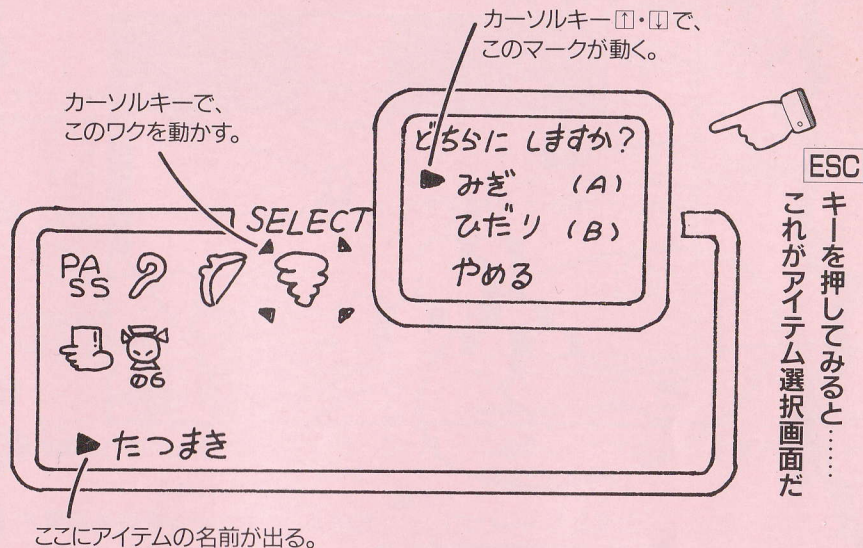 カーソルキー↑・↓で、
このマークが動く。
カーソルキーで、
このワクを動かす。
ESC
キーを押してみると……
これがアイテム選択画面だ
どちらに しますか?
▶ みぎ (A)
ひだり (B)
やめる
SELECT
PA
SS
06
▶ たつまき
ここにアイテムの名前が出る。